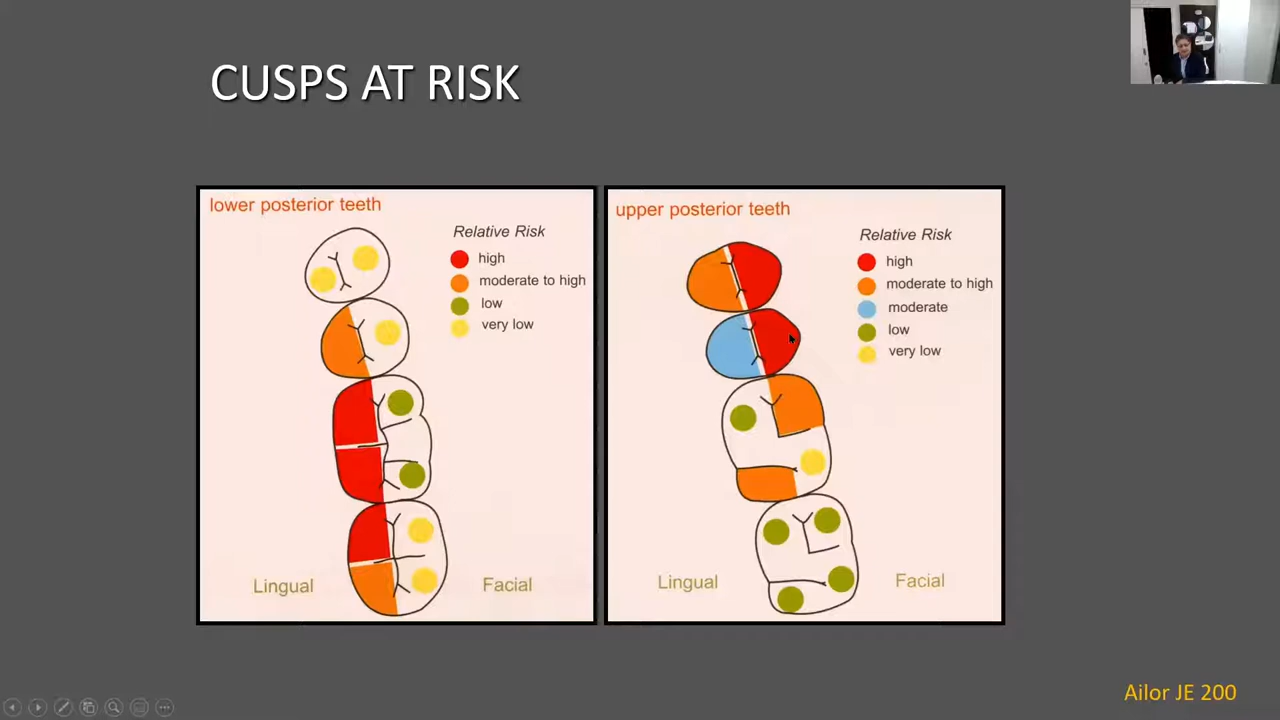 CUSPS AT RISK
lower posterior teeth
Relative Risk
high
moderate to high
low
very low
Lingual
Facial
upper posterior teeth
Relative Risk
high
moderate to high
moderate
low
very low
Lingual
Facial
Ailor JE 200